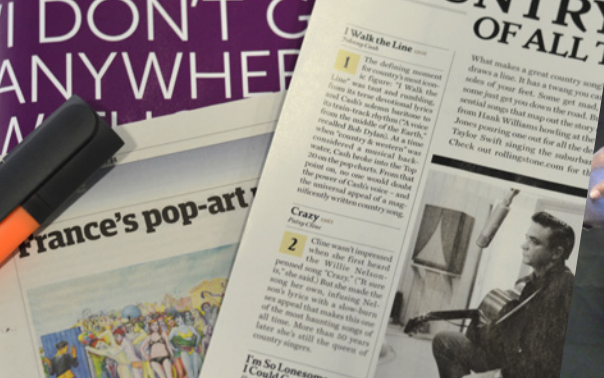 I DON'T G
ANYWHER
France's pop-art
OUNTRY
OF ALL T
I Walk the Line
Johnny Cash
1
The defining moment
for country's most icon-
ic figure. "I Walk the
Line" was taut and rumbling,
from its terse devotional lyrics
and Cash's solemn baritone to
its train-track rhythm ("A voice
from the middle of the Earth,"
recalled Bob Dylan). At a time
when "country & western" was
considered a musical back-
water, Cash broke into the Top
20 on the pop charts. From that
point on, no one would doubt
the power of Cash's voice – and
the universal appeal of a mag-
nificently written country song.
Crazy
Patsy Cline
2
Cline wasn't impressed
when she first heard
the Willie Nelson-
penned song "Crazy." ("It sure
is," she said.) But she made the
song her own, infusing Nel-
son's lyrics with a slow-burn
sex appeal that makes this one
of the most haunting songs of
all time. More than 50 years
later she's still the queen of
country singers.
I'm So Lonesome
I Could
What makes a great country song
draws a line. It has a twang you ca
of your feet. Some get mad,
some just get you down the road. B
sential songs that map out the story
from Hank Williams howling at the
Jones pouring one out for all the de
Taylor Swift singing the suburban
Check out rollingstone.com for th